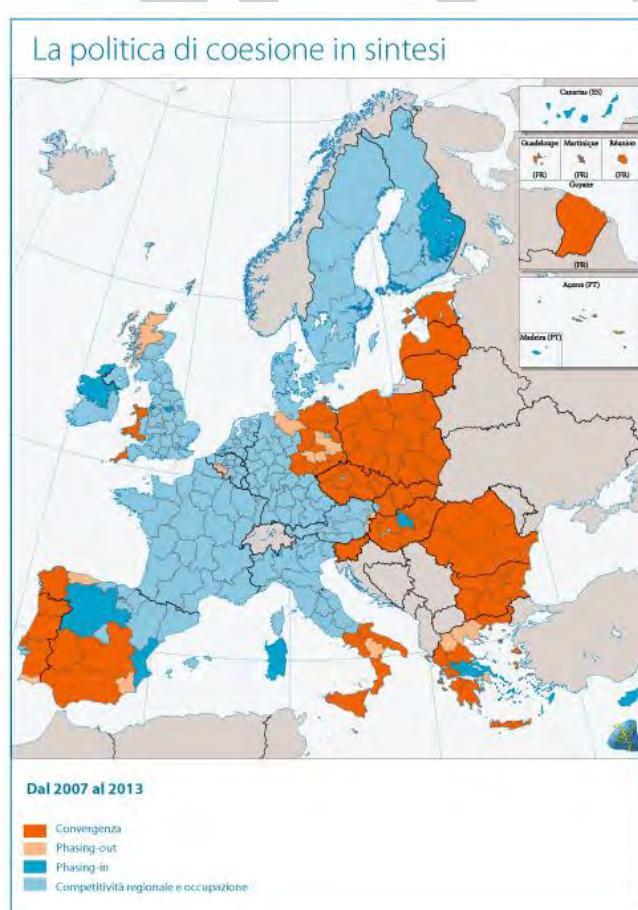 La politica di coesione in sintesi
Canarias (ES)
Guadeloupe Martinique Réunion
(FR) (FR) (FR)
Guyane
(FR)
Açores (PT)
Madeira (PT)
Dal 2007 al 2013
Convergenza
Phasing-out
Phasing-in
Competitività regionale e occupazione